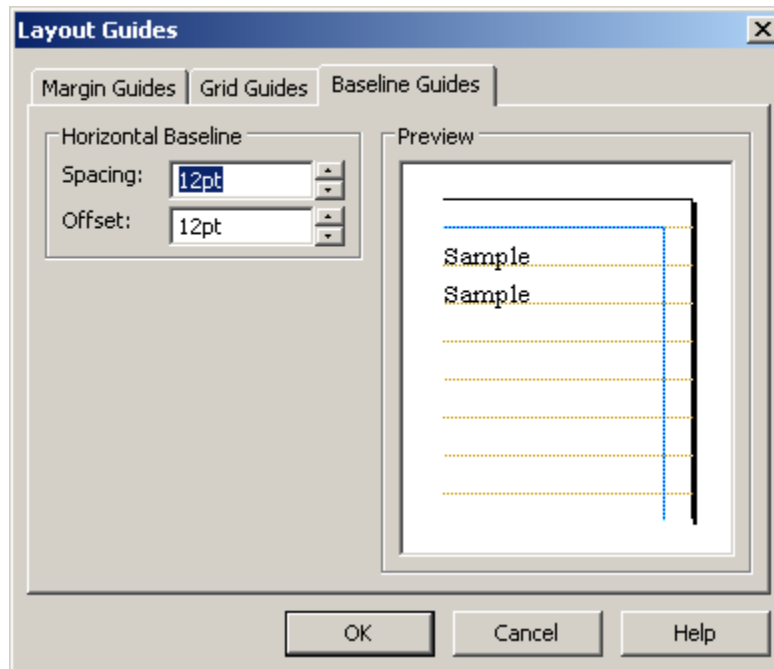 Layout Guides
Margin Guides Grid Guides Baseline Guides
Horizontal Baseline
Spacing: 12pt
Offset: 12pt
Preview
Sample
Sample
OK Cancel Help